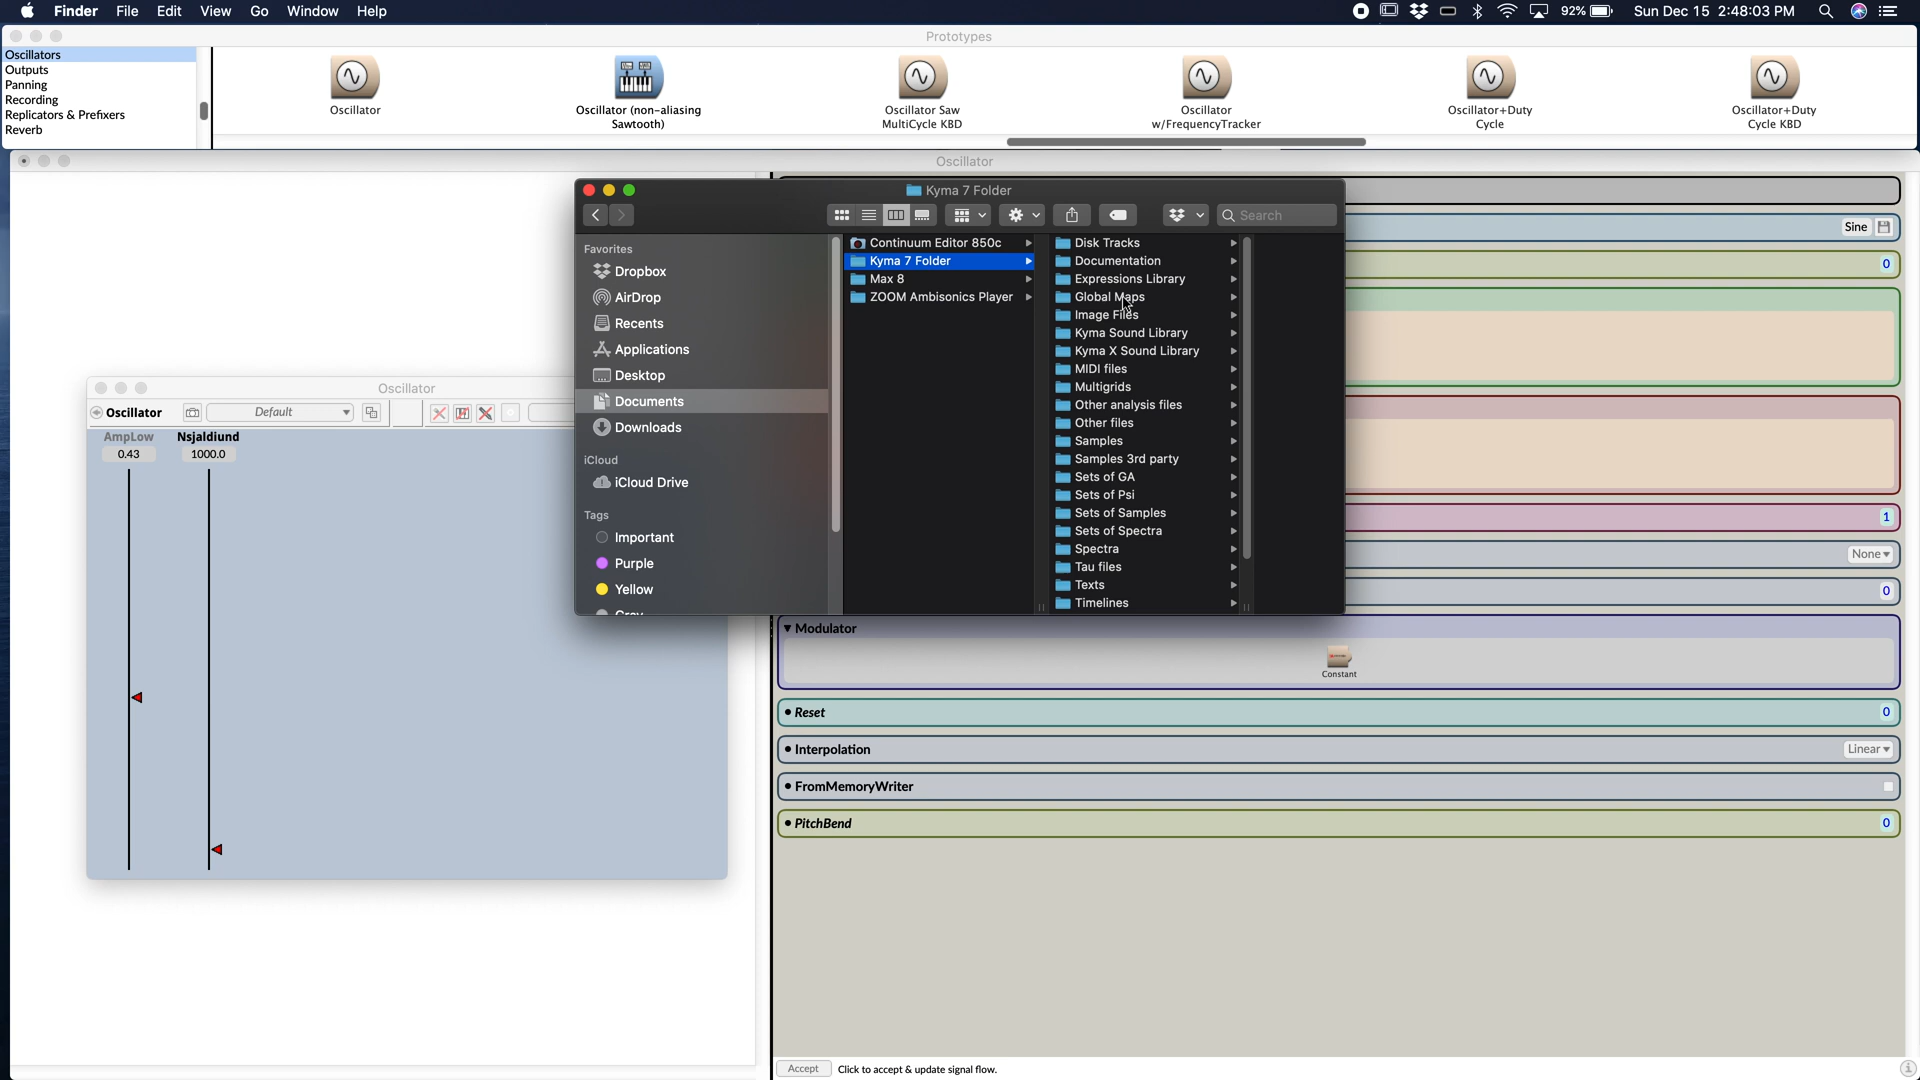 Finder File Edit View Go Window Help 92% Sun Dec 15 2:48:03 PM
Prototypes
Oscillators
Outputs
Panning
Recording
Replicators & Prefixers
Reverb
Oscillator
Oscillator (non-aliasing
Sawtooth)
Oscillator Saw
MultiCycle KBD
Oscillator
w/FrequencyTracker
Oscillator+Duty
Cycle
Oscillator+Duty
Cycle KBD
Oscillator
Kyma 7 Folder
Search
Favorites
Dropbox
AirDrop
Recents
Applications
Desktop
Documents
Downloads
iCloud
iCloud Drive
Tags
Important
Purple
Yellow
Continuum Editor 850c
Kyma 7 Folder
Max 8
ZOOM Ambisonics Player
Disk Tracks
Documentation
Expressions Library
Global Maps
Image Files
Kyma Sound Library
Kyma X Sound Library
MIDI files
Multigrids
Other analysis files
Other files
Samples
Samples 3rd party
Sets of GA
Sets of Psi
Sets of Samples
Sets of Spectra
Spectra
Tau files
Texts
Timelines
Sine
0
1
None
0
Oscillator
Oscillator Default
AmpLow Nsjaldiund
0.43 1000.0
Modulator
Constant
Reset 0
Interpolation Linear
FromMemoryWriter
PitchBend 0
Accept Click to accept & update signal flow.